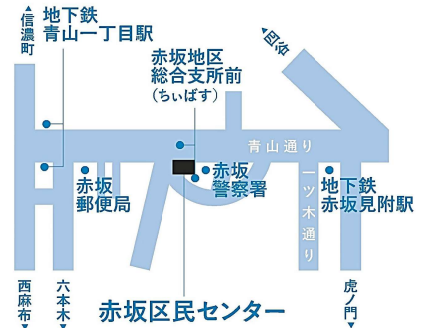 ▲信濃町
地下鉄
青山一丁目駅
赤坂地区
総合支所前
（ちぃばす）
▲四谷
青山通り
赤坂
郵便局
赤坂
警察署
一ツ木通り
地下鉄
赤坂見附駅
西麻布▼
六本木▼
赤坂区民センター
虎ノ門▼